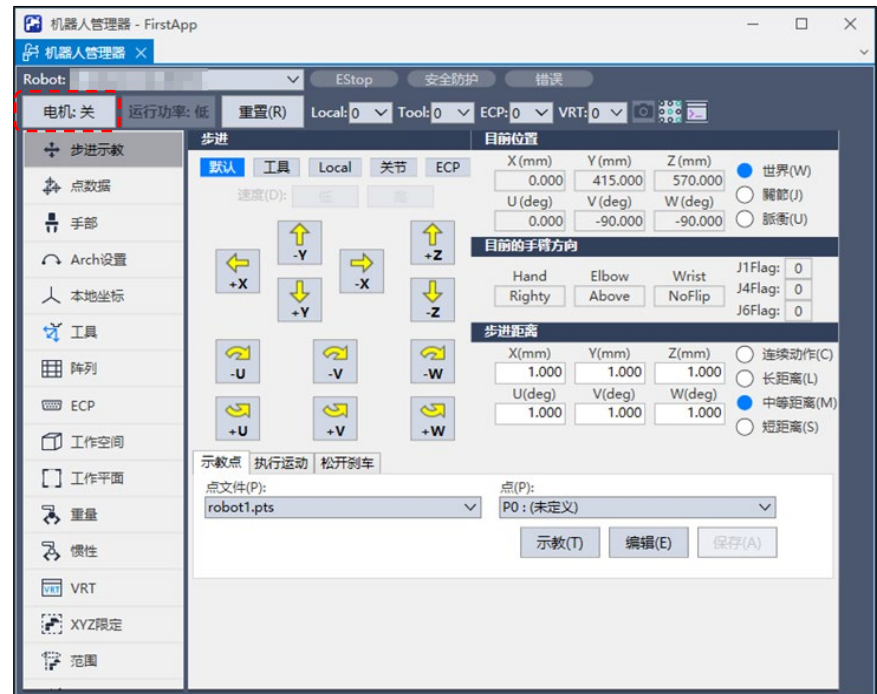 机器人管理器 - FirstApp
机器人管理器
Robot: EStop 安全防护 错误
电机: 关 运行功率: 低 重置(R) Local: 0 Tool: 0 ECP: 0 VRT: 0
步进示教
点数据
手部
Arch设置
本地坐标
工具
阵列
ECP
工作空间
工作平面
重量
惯性
VRT
XYZ限定
范围
步进
默认 工具 Local 关节 ECP
速度(D): 低 高
-Y +Z
+X -X
+Y -Z
-U -V -W
+U +V +W
目前位置
X(mm) Y(mm) Z(mm)
0.000 415.000 570.000
U(deg) V(deg) W(deg)
0.000 -90.000 -90.000
世界(W)
關節(J)
脈衝(U)
目前的手臂方向
Hand Elbow Wrist
Righty Above NoFlip
J1Flag: 0
J4Flag: 0
J6Flag: 0
步进距离
X(mm) Y(mm) Z(mm)
1.000 1.000 1.000
U(deg) V(deg) W(deg)
1.000 1.000 1.000
连续动作(C)
长距离(L)
中等距离(M)
短距离(S)
示教点 执行运动 松开刹车
点文件(P): 点(P):
robot1.pts P0 : (未定义)
示教(T) 编辑(E) 保存(A)